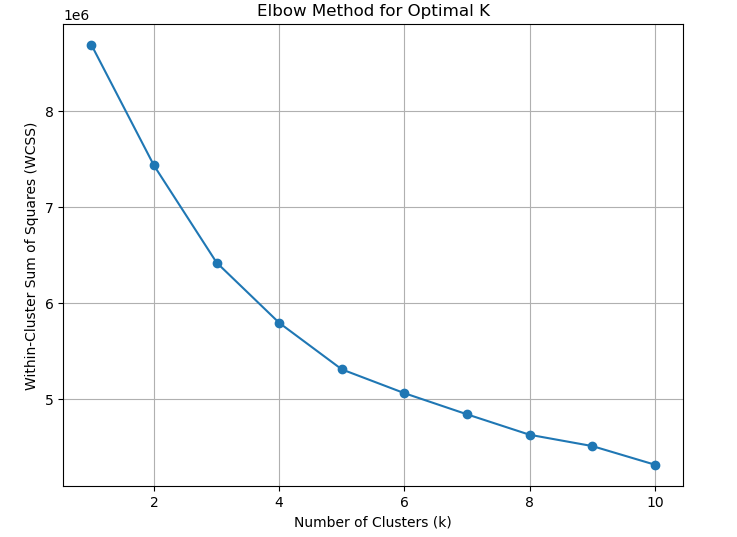 Elbow Method for Optimal K
1e6
8
7
6
5
Within-Cluster Sum of Squares (WCSS)
2 4 6 8 10
Number of Clusters (k)